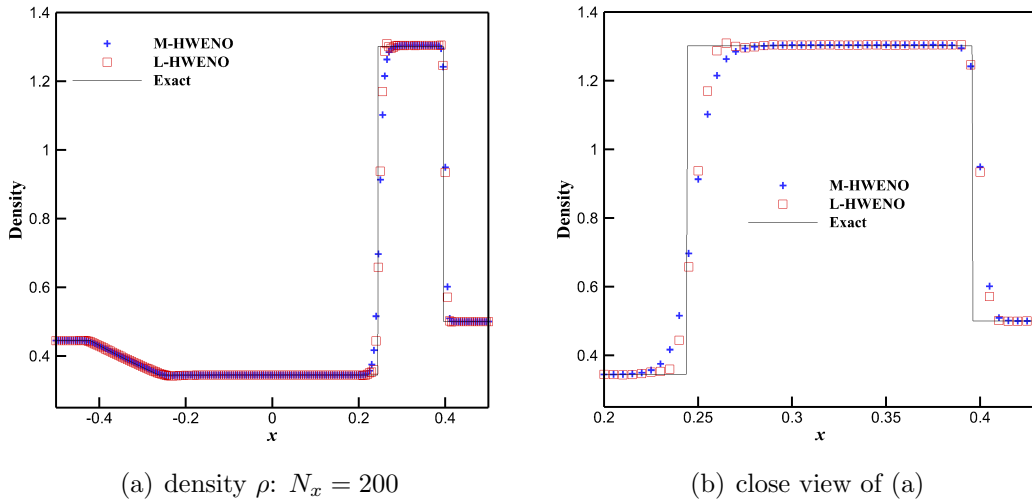 1.4
M-HWENO
L-HWENO
Exact
1.2
1
0.8
0.6
0.4
Density
-0.4
-0.2
0
0.2
0.4
x
1.4
1.2
1
0.8
0.6
0.4
Density
M-HWENO
L-HWENO
Exact
0.2
0.25
0.3
0.35
0.4
x
(a) density ρ: Nₓ = 200
(b) close view of (a)